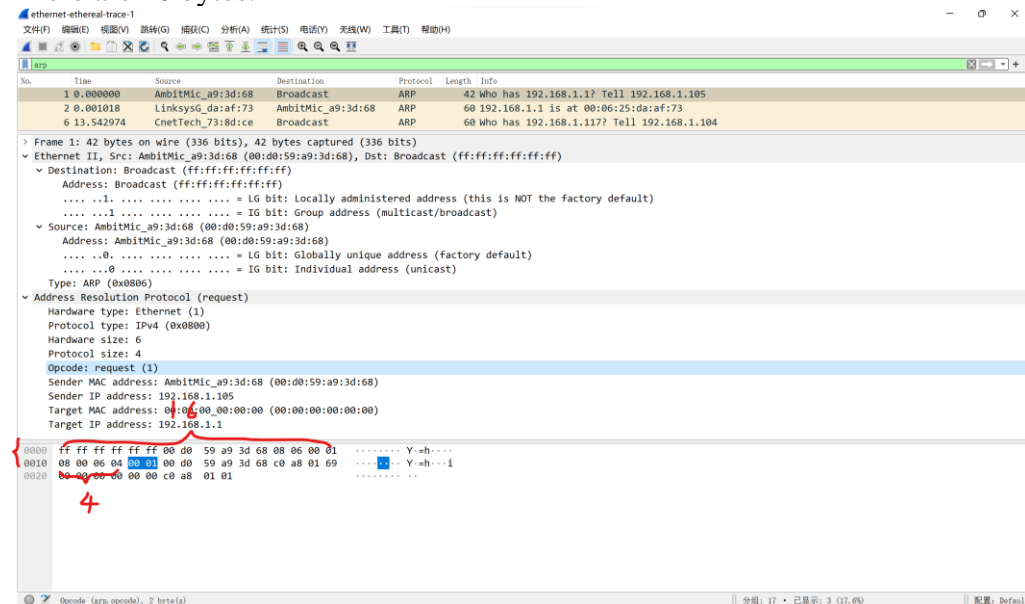 ethernet-ethereal-trace-1
文件(F) 编辑(E) 视图(V) 跳转(G) 捕获(C) 分析(A) 统计(S) 电话(Y) 无线(W) 工具(T) 帮助(H)
arp
No. Time Source Destination Protocol Length Info
1 0.000000 AmbitMic_a9:3d:68 Broadcast ARP 42 Who has 192.168.1.1? Tell 192.168.1.105
2 0.001018 LinksysG_da:af:73 AmbitMic_a9:3d:68 ARP 60 192.168.1.1 is at 00:06:25:da:af:73
6 13.542974 CnetTech_73:8d:ce Broadcast ARP 60 Who has 192.168.1.117? Tell 192.168.1.104
Frame 1: 42 bytes on wire (336 bits), 42 bytes captured (336 bits)
Ethernet II, Src: AmbitMic_a9:3d:68 (00:d0:59:a9:3d:68), Dst: Broadcast (ff:ff:ff:ff:ff:ff)
Destination: Broadcast (ff:ff:ff:ff:ff:ff)
Address: Broadcast (ff:ff:ff:ff:ff:ff)
.... ..1. .... .... .... .... = LG bit: Locally administered address (this is NOT the factory default)
.... ...1 .... .... .... .... = IG bit: Group address (multicast/broadcast)
Source: AmbitMic_a9:3d:68 (00:d0:59:a9:3d:68)
Address: AmbitMic_a9:3d:68 (00:d0:59:a9:3d:68)
.... ..0. .... .... .... .... = LG bit: Globally unique address (factory default)
.... ...0 .... .... .... .... = IG bit: Individual address (unicast)
Type: ARP (0x0806)
Address Resolution Protocol (request)
Hardware type: Ethernet (1)
Protocol type: IPv4 (0x0800)
Hardware size: 6
Protocol size: 4
Opcode: request (1)
Sender MAC address: AmbitMic_a9:3d:68 (00:d0:59:a9:3d:68)
Sender IP address: 192.168.1.105
Target MAC address: 00:00:00_00:00:00 (00:00:00:00:00:00)
Target IP address: 192.168.1.1
16
0000 ff ff ff ff ff ff 00 d0 59 a9 3d 68 08 06 00 01 ········ Y·=h····
0010 08 00 06 04 00 01 00 d0 59 a9 3d 68 c0 a8 01 69 ········ Y·=h···i
0020 00 00 00 00 00 00 c0 a8 01 01 ········ ··
4
Opcode (arp.opcode), 2 byte(s) 分组: 17 · 已显示: 3 (17.6%) 配置: Defaul